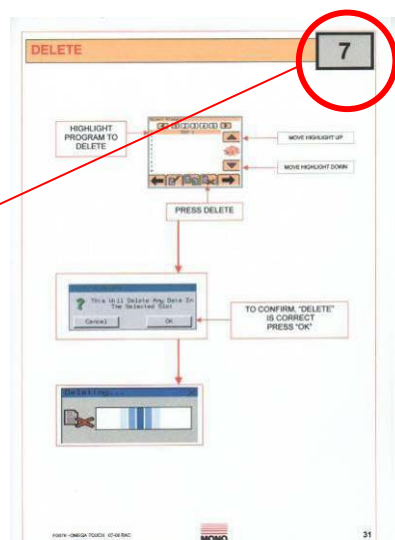 DELETE
7
HIGHLIGHT
PROGRAM TO
DELETE
MOVE HIGHLIGHT UP
MOVE HIGHLIGHT DOWN
PRESS DELETE
This Will Delete Any Data In
The Selected Slot
Cancel
OK
TO CONFIRM, "DELETE"
IS CORRECT
PRESS "OK"
Deleting...
MONO
31